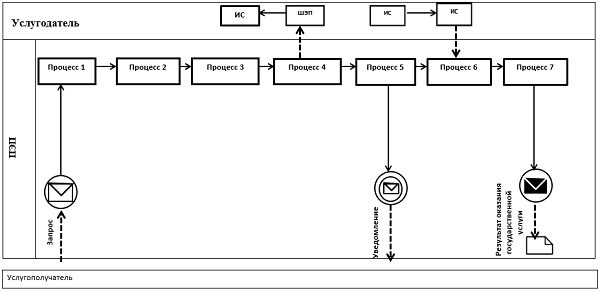 Услугодатель
ИС
ШЭП
ИС
ИС
ПЭП
Процесс 1
Процесс 2
Процесс 3
Процесс 4
Процесс 5
Процесс 6
Процесс 7
Запрос
Уведомление
Результат оказания
государственной
услуги
Услугополучатель